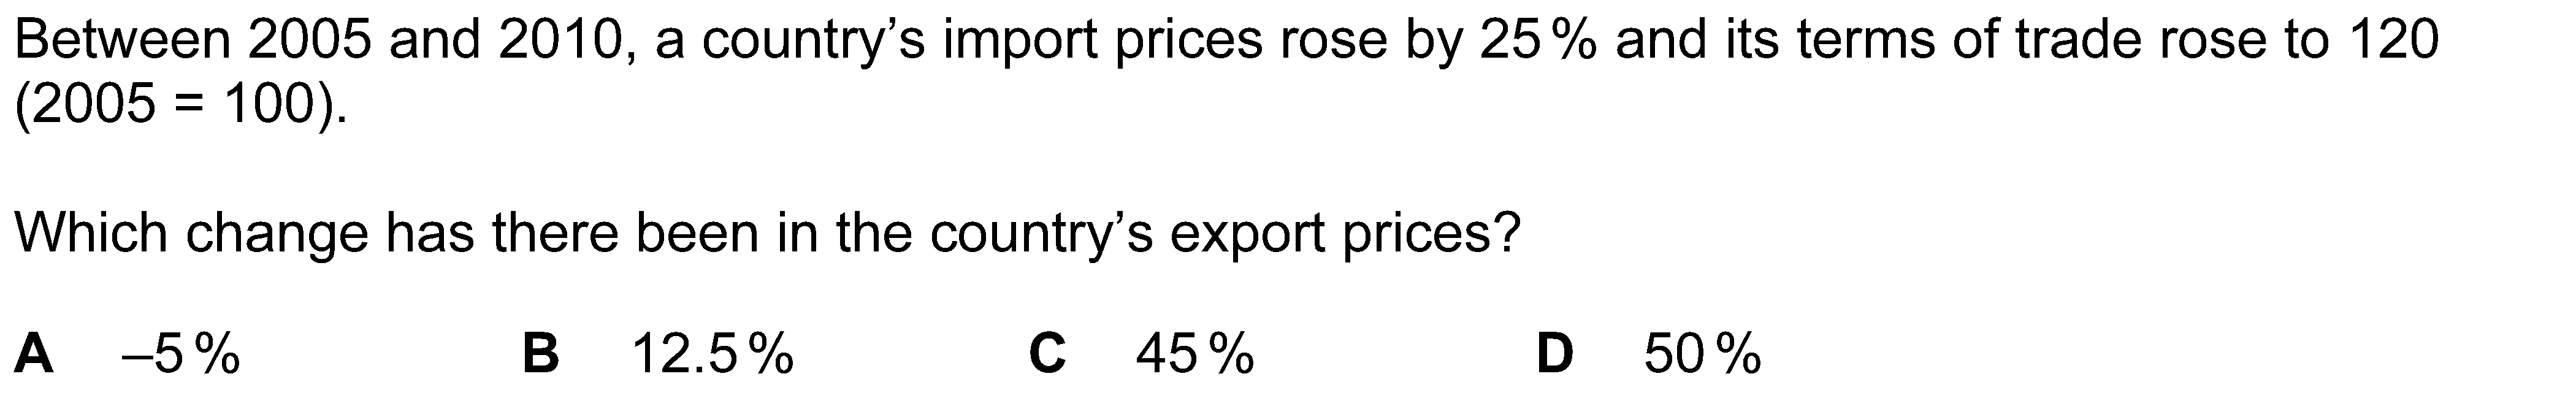 Between 2005 and 2010, a country’s import prices rose by 25% and its terms of trade rose to 120
(2005 = 100).
Which change has there been in the country’s export prices?
A –5% B 12.5% C 45% D 50%